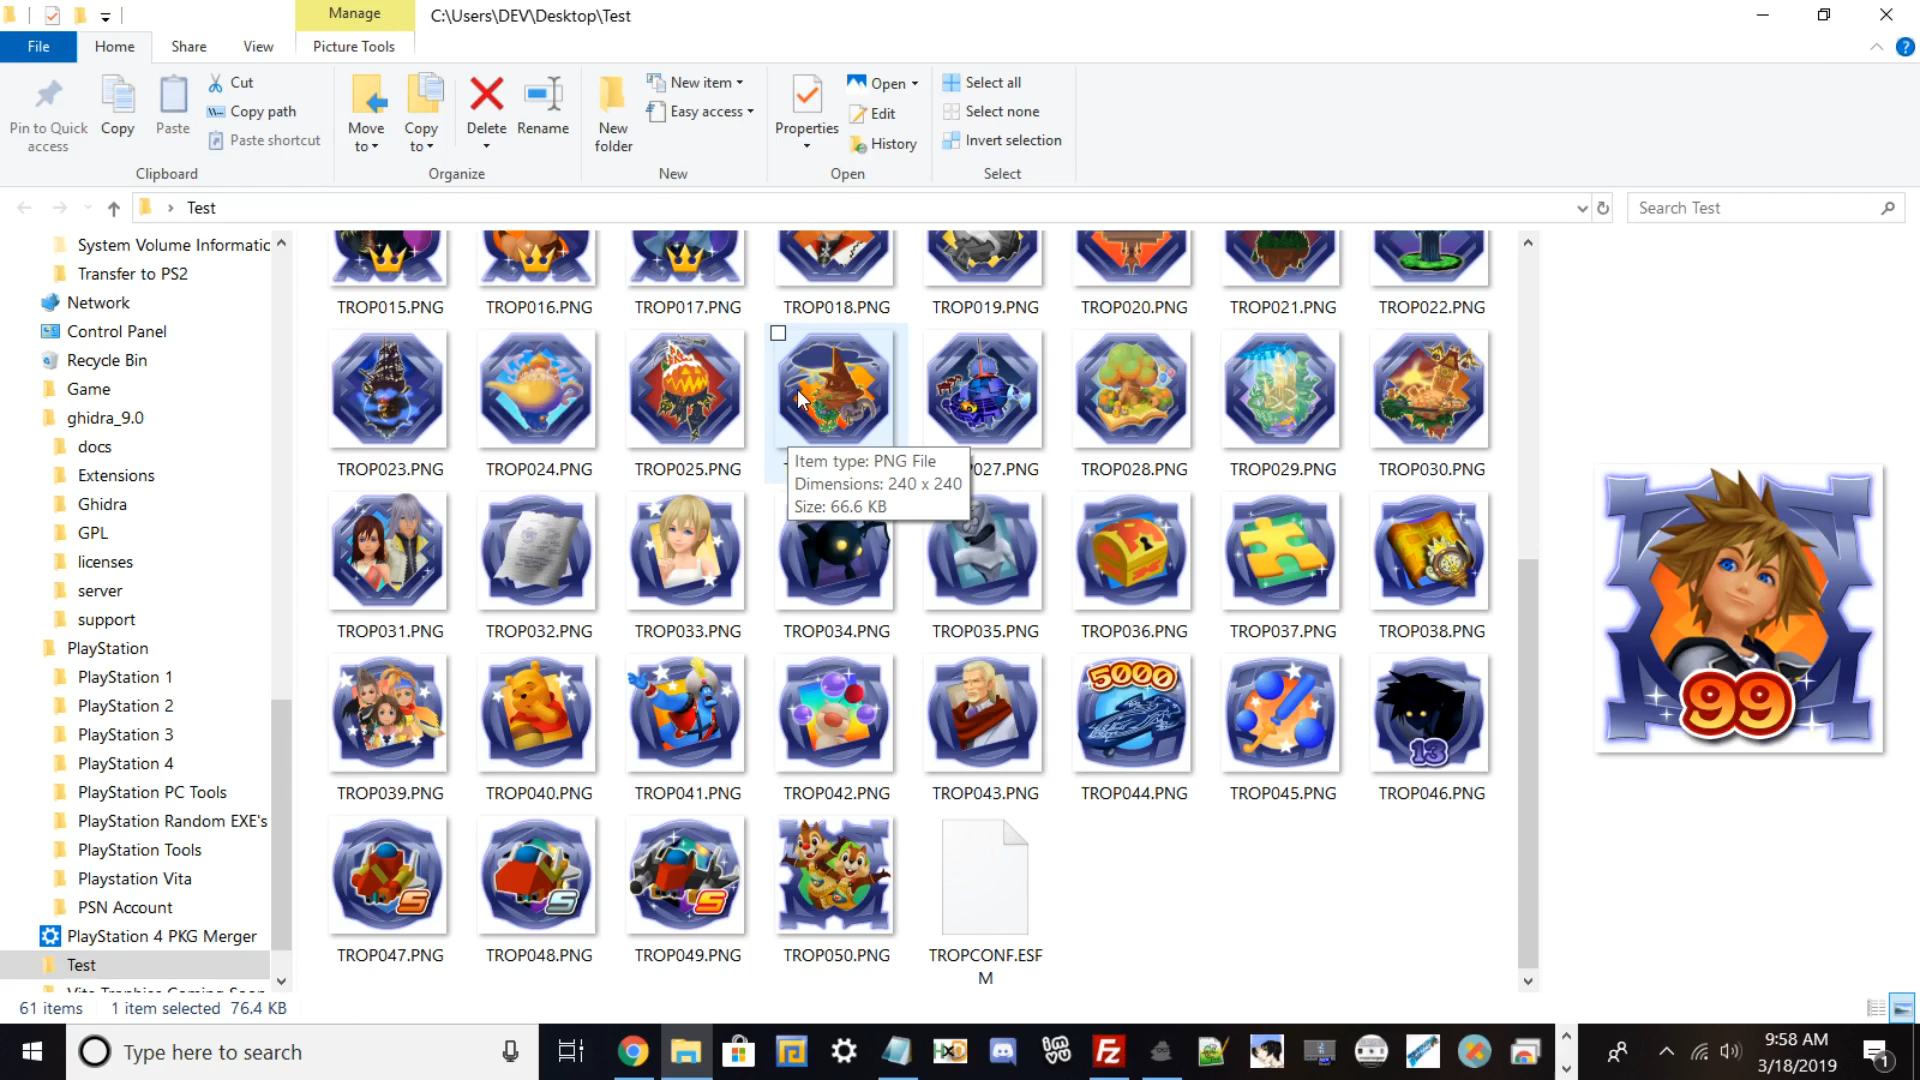 Manage
C:\Users\DEV\Desktop\Test
File
Home
Share
View
Picture Tools
Pin to Quick access
Copy
Paste
Cut
Copy path
Paste shortcut
Clipboard
Move to
Copy to
Delete
Rename
Organize
New folder
New item
Easy access
New
Properties
Open
Edit
History
Open
Select all
Select none
Invert selection
Select
Test
Search Test
System Volume Informatic
Transfer to PS2
Network
Control Panel
Recycle Bin
Game
ghidra_9.0
docs
Extensions
Ghidra
GPL
licenses
server
support
PlayStation
PlayStation 1
PlayStation 2
PlayStation 3
PlayStation 4
PlayStation PC Tools
PlayStation Random EXE's
PlayStation Tools
Playstation Vita
PSN Account
PlayStation 4 PKG Merger
Test
TROP015.PNG TROP016.PNG TROP017.PNG TROP018.PNG TROP019.PNG TROP020.PNG TROP021.PNG TROP022.PNG
TROP023.PNG TROP024.PNG TROP025.PNG 027.PNG TROP028.PNG TROP029.PNG TROP030.PNG
Item type: PNG File
Dimensions: 240 x 240
Size: 66.6 KB
TROP031.PNG TROP032.PNG TROP033.PNG TROP034.PNG TROP035.PNG TROP036.PNG TROP037.PNG TROP038.PNG
5000
13
TROP039.PNG TROP040.PNG TROP041.PNG TROP042.PNG TROP043.PNG TROP044.PNG TROP045.PNG TROP046.PNG
S
S
S
TROP047.PNG TROP048.PNG TROP049.PNG TROP050.PNG TROPCONF.ESF
M
99
61 items 1 item selected 76.4 KB
Type here to search
HxD
imvu
Fz
9:58 AM
3/18/2019
1